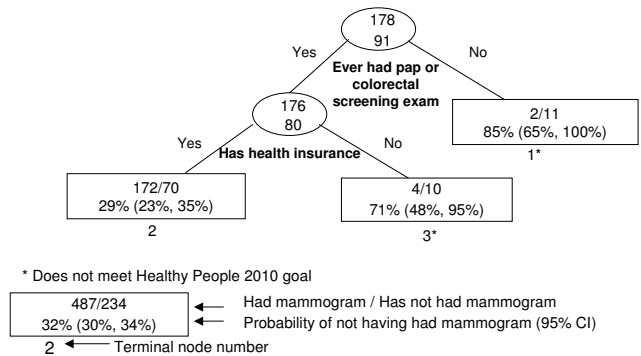 178
91
Yes
No
Ever had pap or
colorectal
screening exam
176
80
2/11
85% (65%, 100%)
1*
Yes
No
Has health insurance
172/70
29% (23%, 35%)
2
4/10
71% (48%, 95%)
3*
* Does not meet Healthy People 2010 goal
487/234
32% (30%, 34%)
Had mammogram / Has not had mammogram
Probability of not having had mammogram (95% CI)
2
Terminal node number